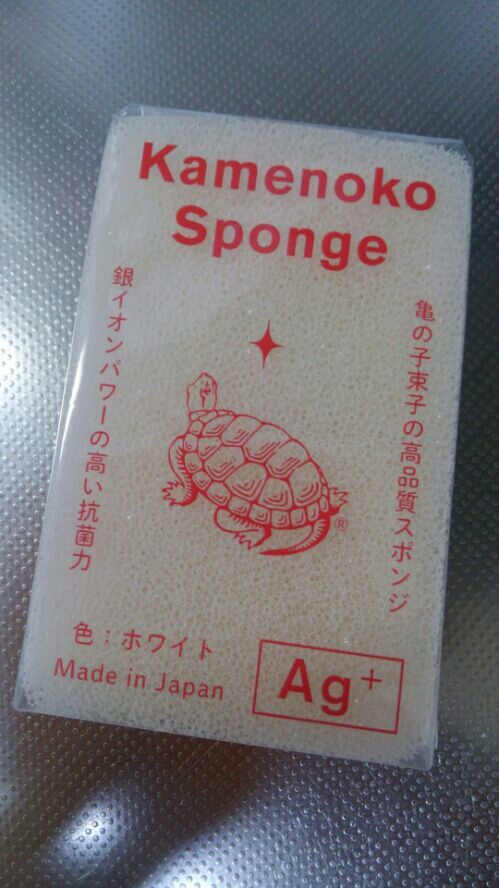 Kamenoko
Sponge
亀の子束子の高品質スポンジ
銀イオンパワーの高い抗菌力
®
色：ホワイト
Made in Japan
Ag+